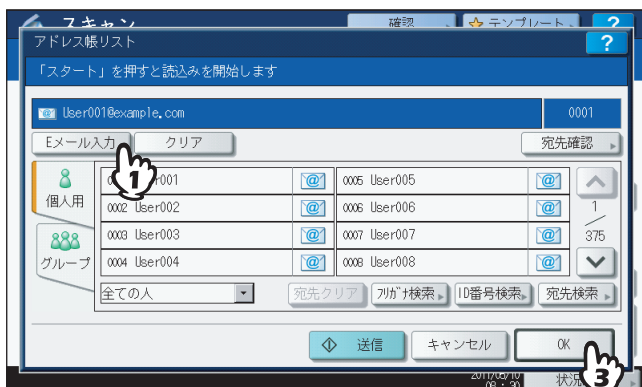 スキャン
確認
テンプレート
?
アドレス帳リスト
?
「スタート」を押すと読込みを開始します
User001@example.com
0001
Eメール入力
クリア
宛先確認
1
個人用
グループ
r001
0002 User002
0003 User003
0004 User004
0005 User005
0006 User006
0007 User007
0008 User008
1
375
全ての人
宛先クリア
フリガナ検索
ID番号検索
宛先検索
送信
キャンセル
OK
3
2011/08/10
08:30
状況